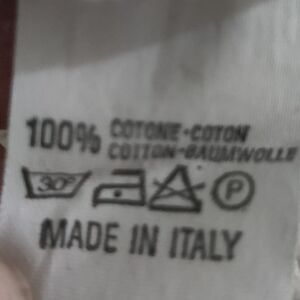 100% COTONE-COTON
COTTON-BAUMWOLLE
30° P
MADE IN ITALY